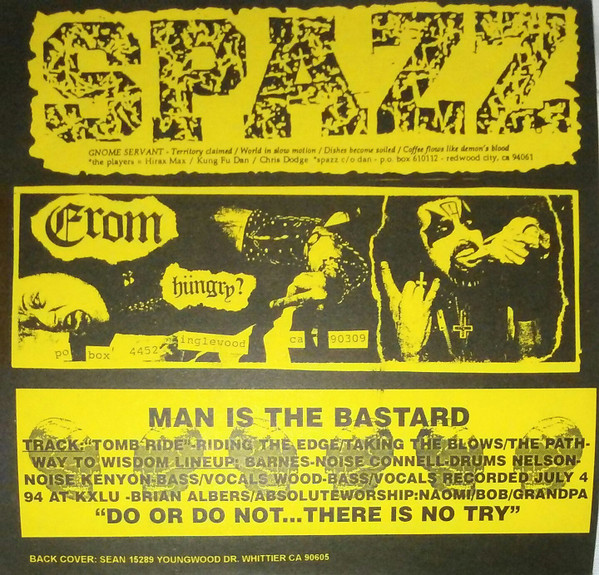 SPAZZ
GNOME SERVANT - Territory claimed / World in slow motion / Dishes become soiled / Coffee flows like demon's blood
*the players = Hirax Max / Kung Fu Dan / Chris Dodge *spazz c/o dan - p.o. box 610112 - redwood city, ca 94061
Crom
hüngry?
po box 4452 inglewood ca 90309
MAN IS THE BASTARD
TRACK:"TOMB RIDE"-RIDING THE EDGE/TAKING THE BLOWS/THE PATH-
WAY TO WISDOM LINEUP: BARNES-NOISE CONNELL-DRUMS NELSON-
NOISE KENYON-BASS/VOCALS WOOD-BASS/VOCALS RECORDED JULY 4
94 AT KXLU -BRIAN ALBERS/ABSOLUTEWORSHIP:NAOMI/BOB/GRANDPA
"DO OR DO NOT...THERE IS NO TRY"
BACK COVER: SEAN 15289 YOUNGWOOD DR. WHITTIER CA 90605